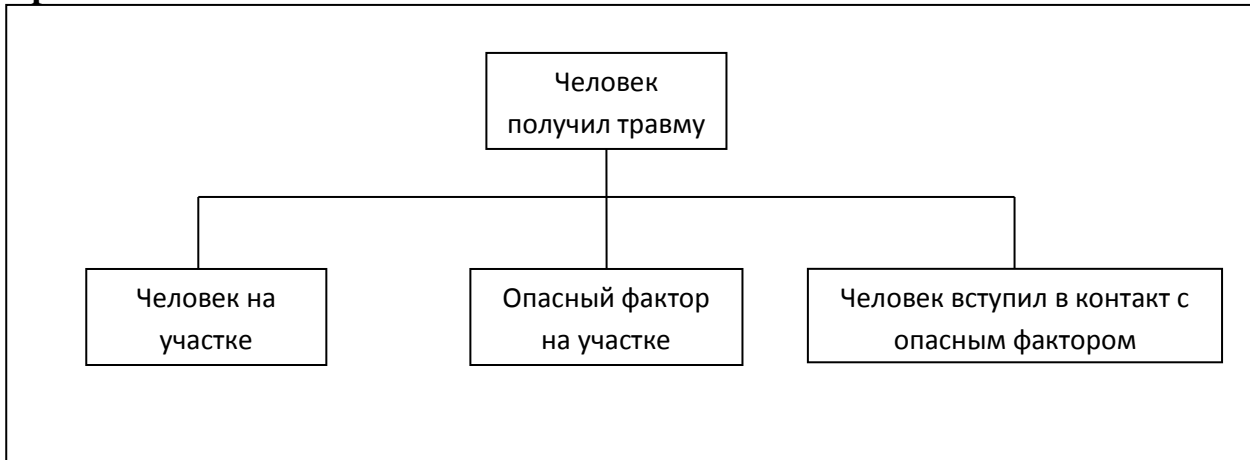 Человек
получил травму
Человек на
участке
Опасный фактор
на участке
Человек вступил в контакт с
опасным фактором